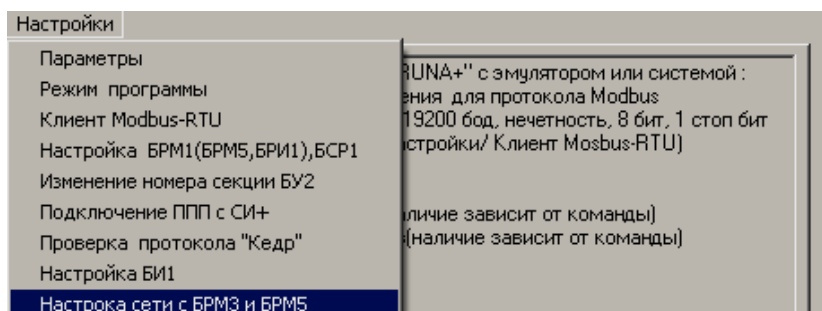 Настройки
Параметры
Режим программы
Клиент Modbus-RTU
Настройка БРМ1(БРМ5,БРИ1),БСР1
Изменение номера секции БУ2
Подключение ППП с СИ+
Проверка протокола "Кедр"
Настройка БИ1
Настрока сети с БРМ3 и БРМ5
RUNA+" с эмулятором или системой :
ения для протокола Modbus
19200 бод, нечетность, 8 бит, 1 стоп бит
стройки/ Клиент Mosbus-RTU)
личие зависит от команды)
(наличие зависит от команды)